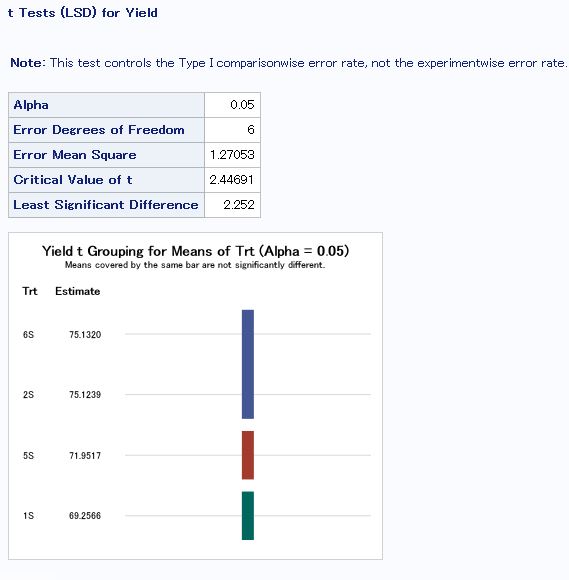 t Tests (LSD) for Yield
Note: This test controls the Type I comparisonwise error rate, not the experimentwise error rate.
Alpha 0.05
Error Degrees of Freedom 6
Error Mean Square 1.27053
Critical Value of t 2.44691
Least Significant Difference 2.252
Yield t Grouping for Means of Trt (Alpha = 0.05)
Means covered by the same bar are not significantly different.
Trt Estimate
6S 75.1320
2S 75.1239
5S 71.9517
1S 69.2566